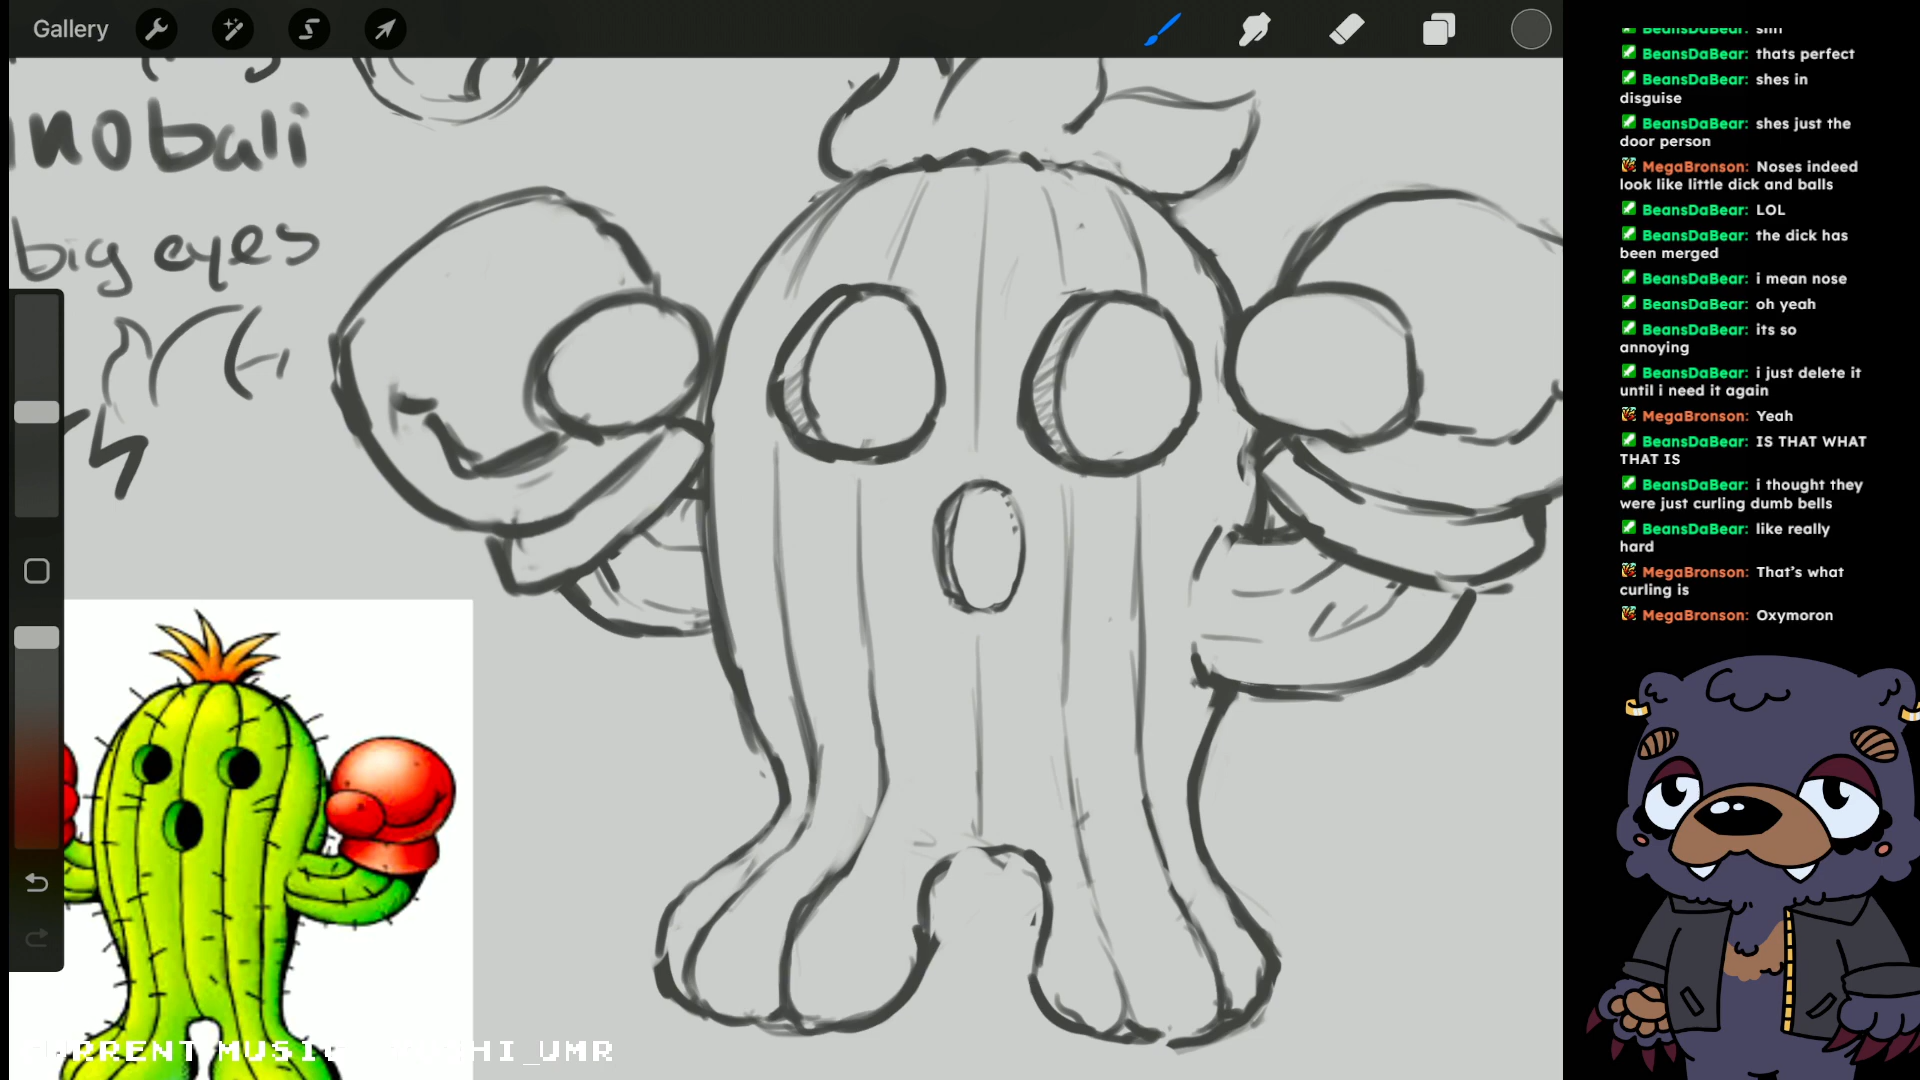 Gallery
nobali
big eyes
BeansDaBear:
BeansDaBear: thats perfect
BeansDaBear: shes in
disguise
BeansDaBear: shes just the
door person
MegaBronson: Noses indeed
look like little dick and balls
BeansDaBear: LOL
BeansDaBear: the dick has
been merged
BeansDaBear: i mean nose
BeansDaBear: oh yeah
BeansDaBear: its so
annoying
BeansDaBear: i just delete it
until i need it again
MegaBronson: Yeah
BeansDaBear: IS THAT WHAT
THAT IS
BeansDaBear: i thought they
were just curling dumb bells
BeansDaBear: like really
hard
MegaBronson: That's what
curling is
MegaBronson: Oxymoron
CURRENT MUSIC HI_UMR